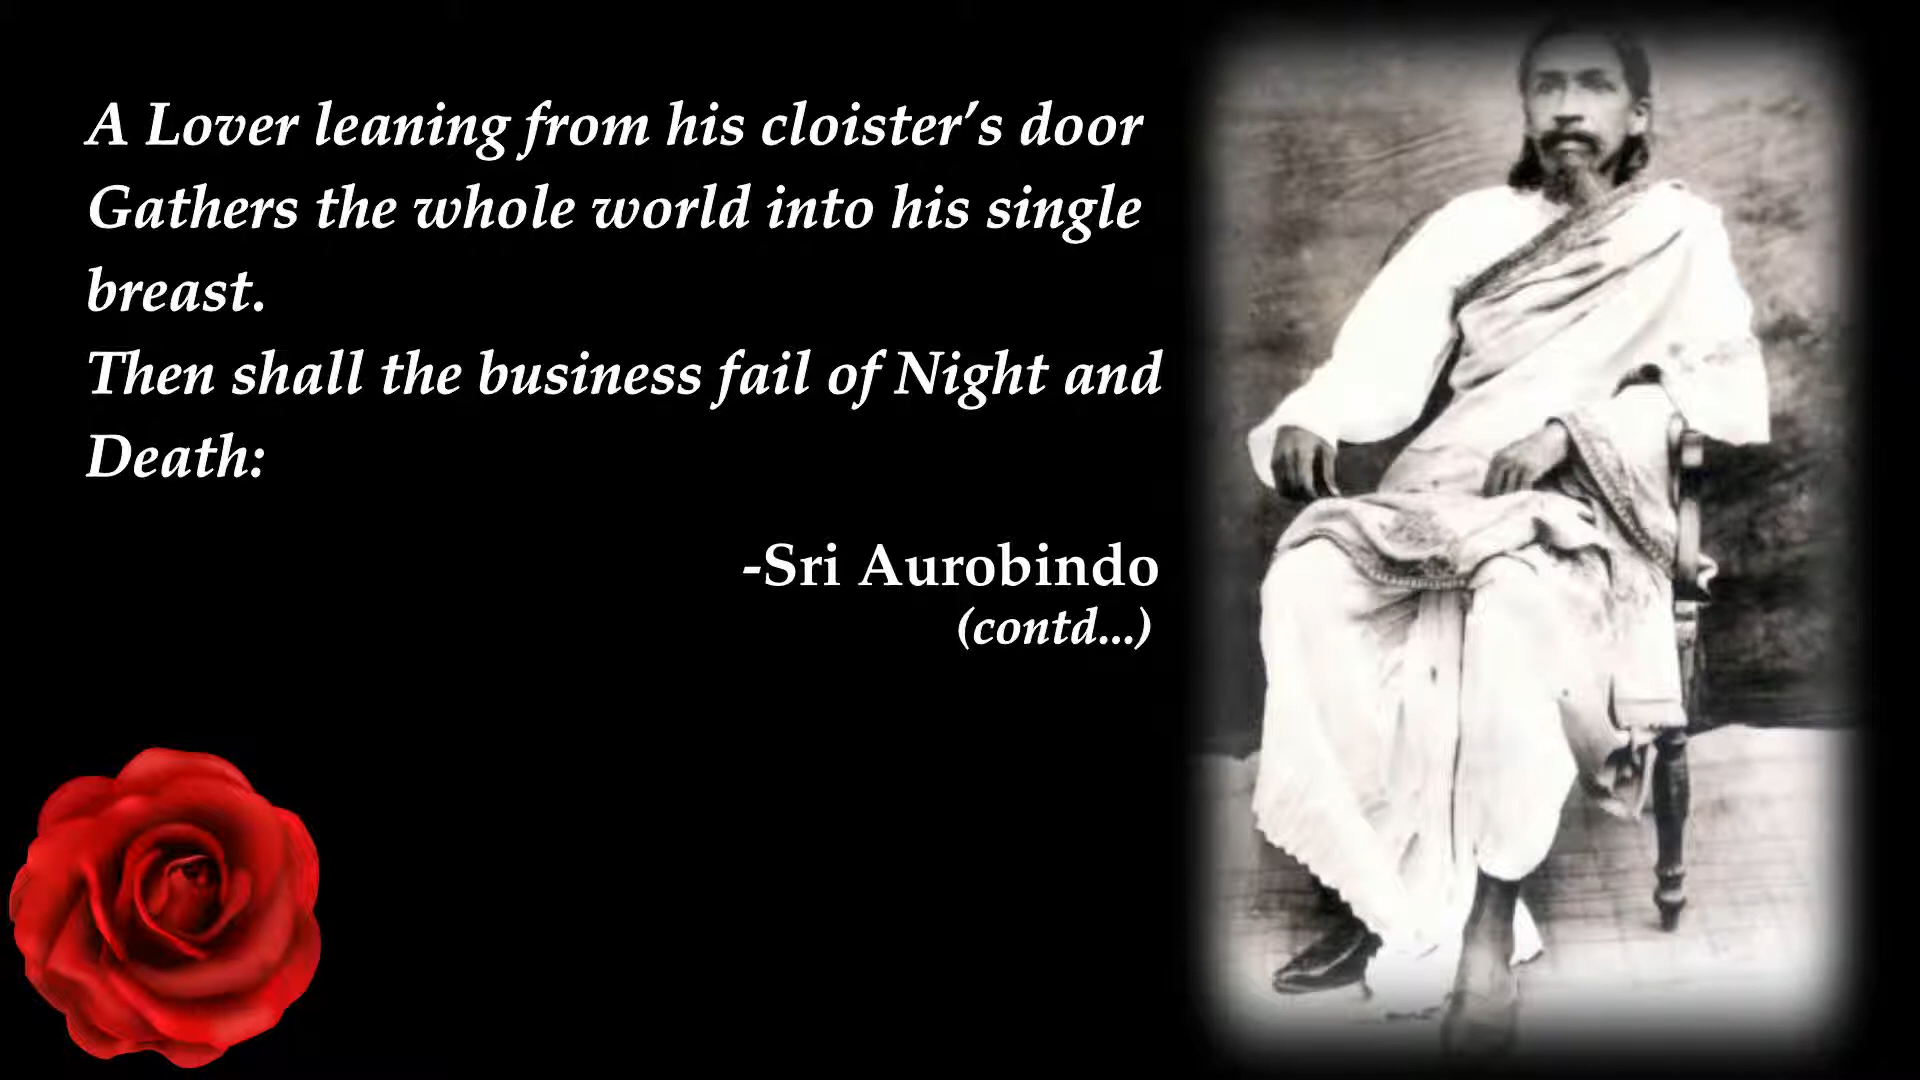 A Lover leaning from his cloister’s door
Gathers the whole world into his single
breast.
Then shall the business fail of Night and
Death:
-Sri Aurobindo
(contd...)